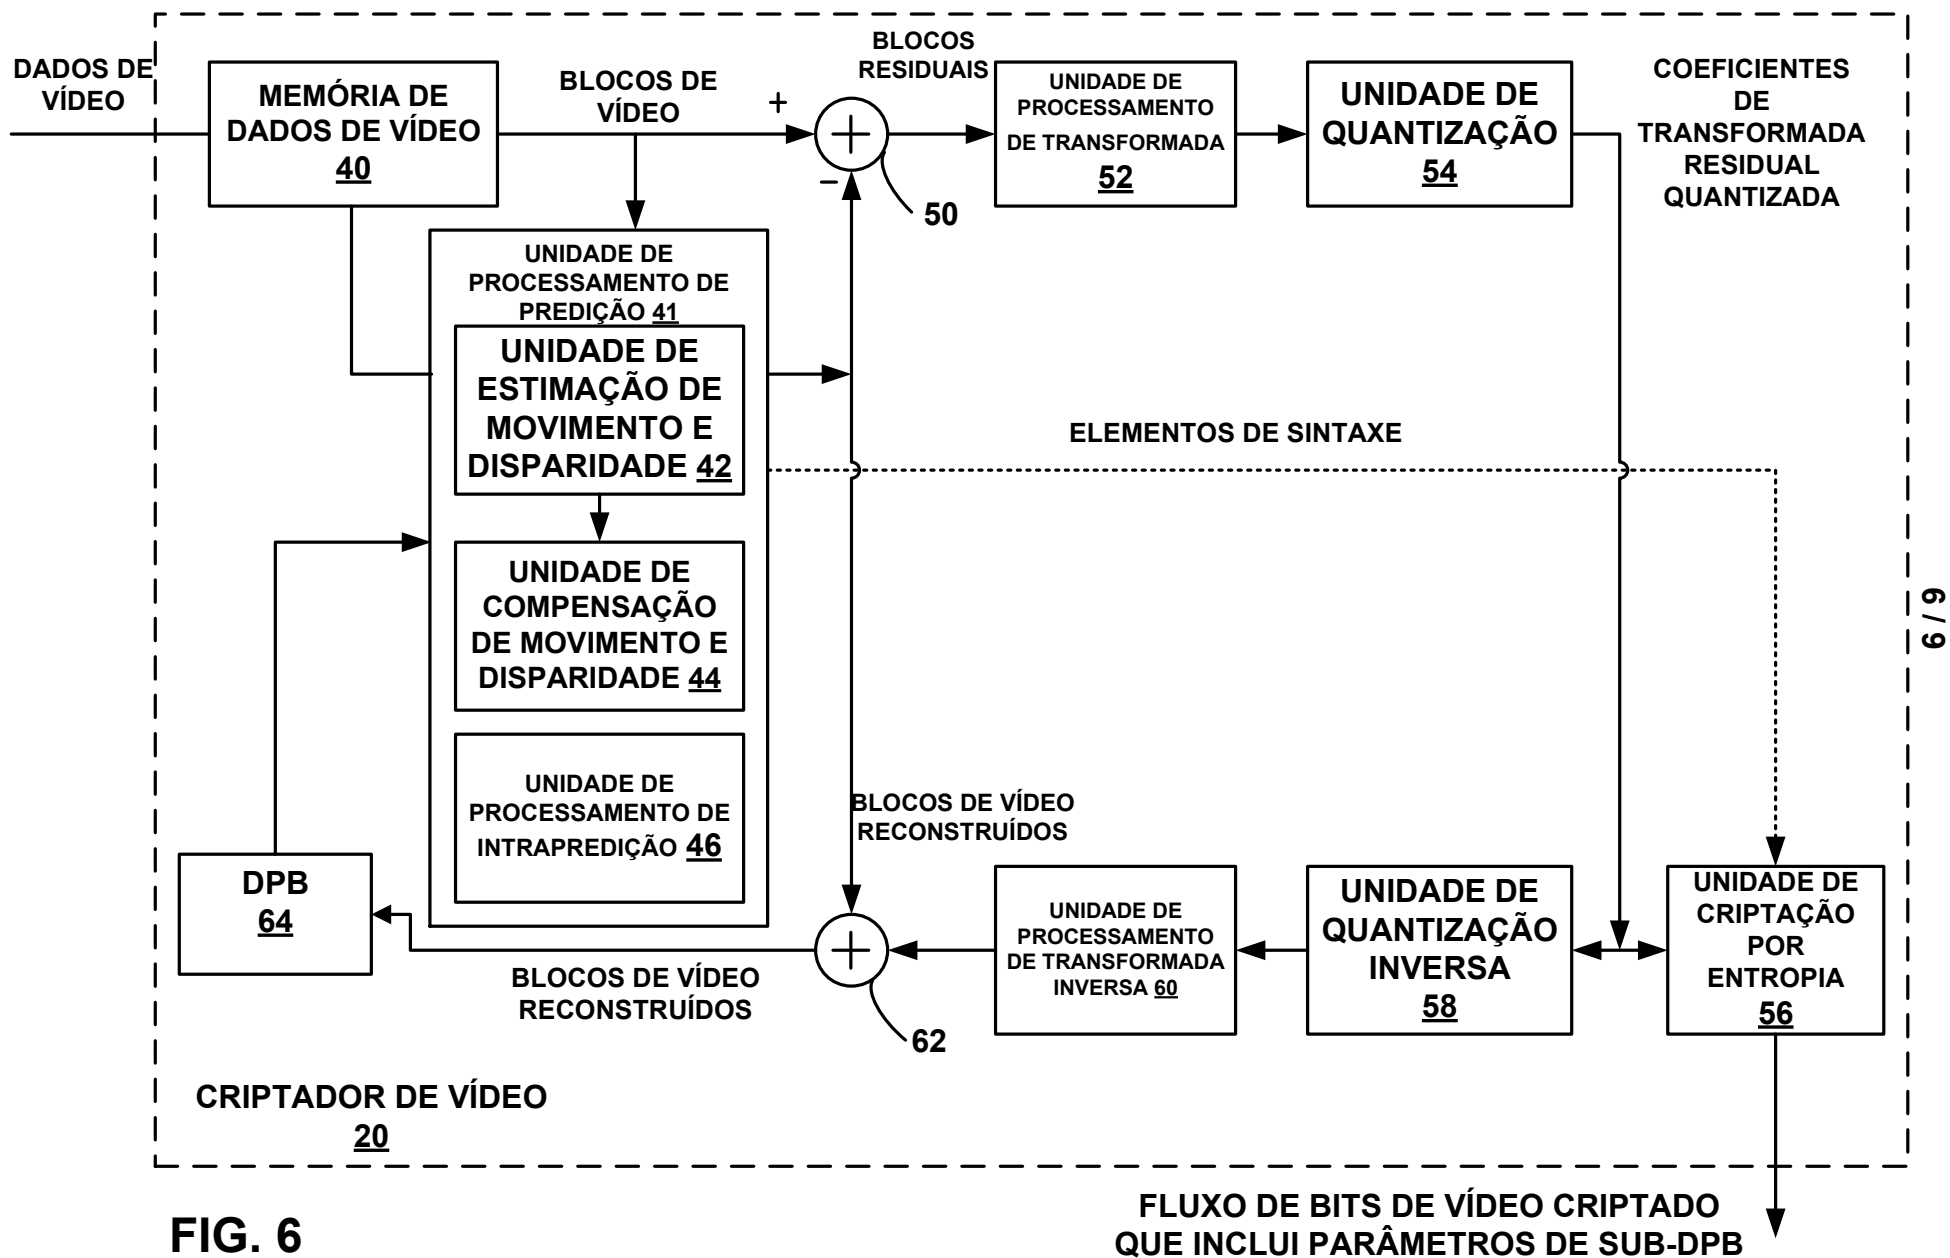 DADOS DE
VÍDEO
MEMÓRIA DE
DADOS DE VÍDEO
40
BLOCOS DE
VÍDEO
+
–
50
BLOCOS
RESIDUAIS
UNIDADE DE
PROCESSAMENTO
DE TRANSFORMADA
52
UNIDADE DE
QUANTIZAÇÃO
54
COEFICIENTES
DE
TRANSFORMADA
RESIDUAL
QUANTIZADA
UNIDADE DE
PROCESSAMENTO DE
PREDIÇÃO 41
UNIDADE DE
ESTIMAÇÃO DE
MOVIMENTO E
DISPARIDADE 42
ELEMENTOS DE SINTAXE
UNIDADE DE
COMPENSAÇÃO
DE MOVIMENTO E
DISPARIDADE 44
UNIDADE DE
PROCESSAMENTO DE
INTRAPREDIÇÃO 46
BLOCOS DE VÍDEO
RECONSTRUÍDOS
DPB
64
BLOCOS DE VÍDEO
RECONSTRUÍDOS
62
UNIDADE DE
PROCESSAMENTO
DE TRANSFORMADA
INVERSA 60
UNIDADE DE
QUANTIZAÇÃO
INVERSA
58
UNIDADE DE
CRIPTAÇÃO
POR
ENTROPIA
56
CRIPTADOR DE VÍDEO
20
6 / 9
FIG. 6
FLUXO DE BITS DE VÍDEO CRIPTADO
QUE INCLUI PARÂMETROS DE SUB-DPB